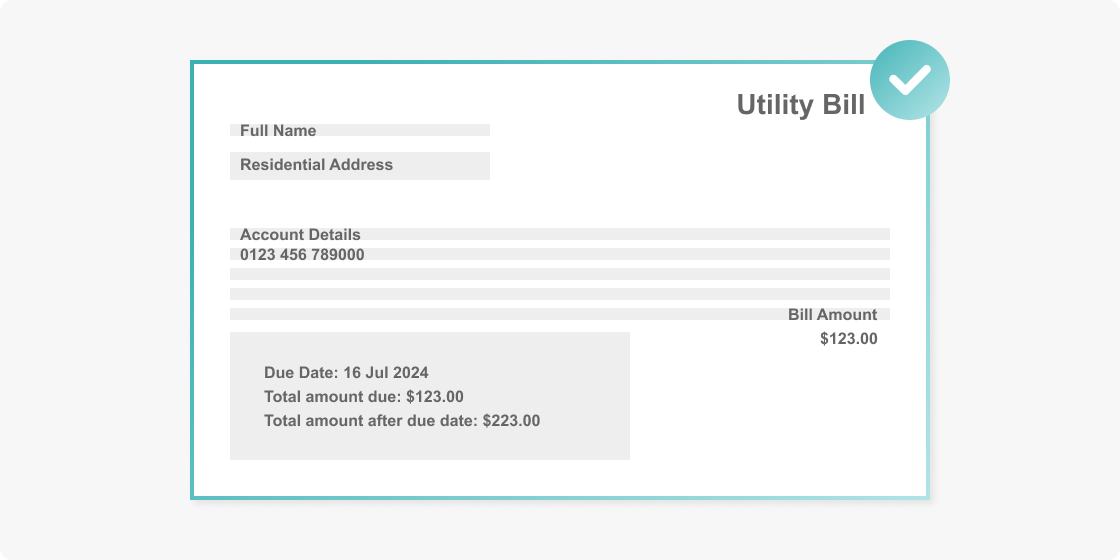 Utility Bill
Full Name
Residential Address
Account Details
0123 456 789000
Bill Amount
$123.00
Due Date: 16 Jul 2024
Total amount due: $123.00
Total amount after due date: $223.00